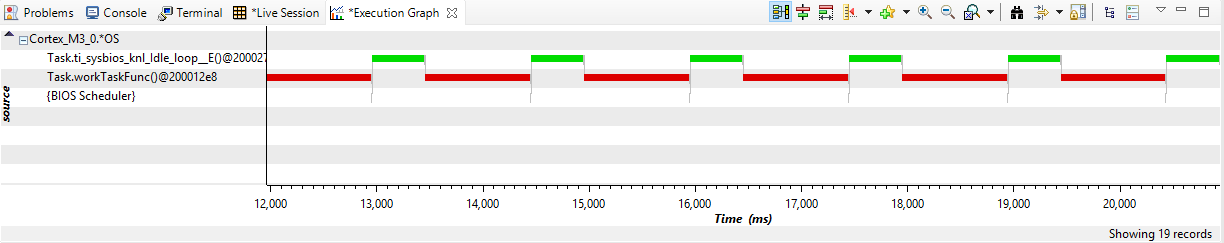 Problems Console Terminal *Live Session *Execution Graph
Cortex_M3_0.*OS
Task.ti_sysbios_knl_Idle_loop__E()@200027
Task.workTaskFunc()@200012e8
{BIOS Scheduler}
source
12,000 13,000 14,000 15,000 16,000 17,000 18,000 19,000 20,000
Time (ms)
Showing 19 records